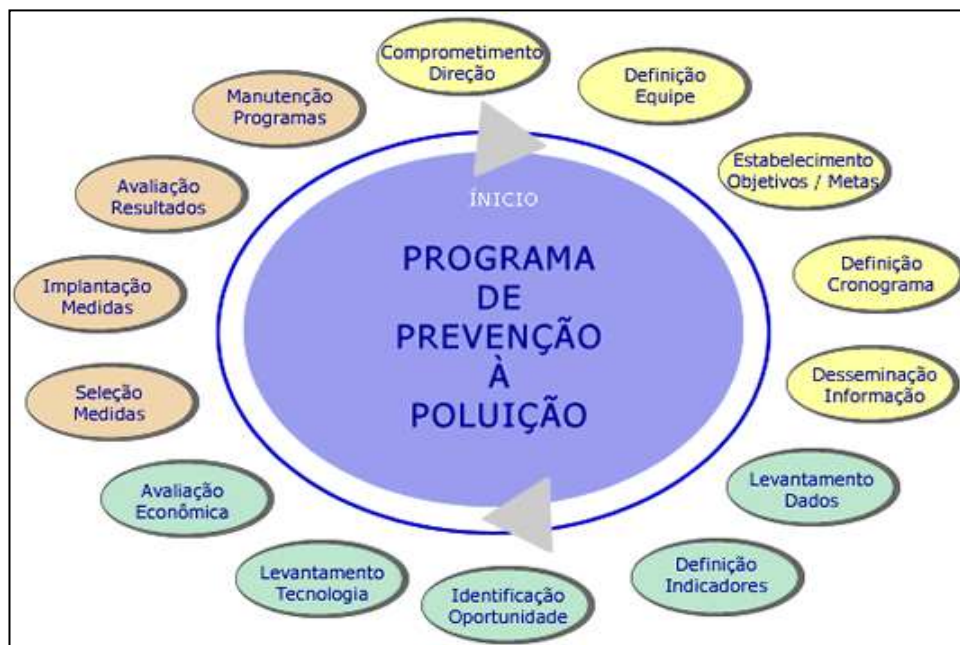 Comprometimento
Direção
Definição
Equipe
Estabelecimento
Objetivos / Metas
Definição
Cronograma
Desseminação
Informação
Levantamento
Dados
Definição
Indicadores
Identificação
Oportunidade
Levantamento
Tecnologia
Avaliação
Econômica
Seleção
Medidas
Implantação
Medidas
Avaliação
Resultados
Manutenção
Programas
ÍNICIO
PROGRAMA
DE
PREVENÇÃO
À
POLUIÇÃO